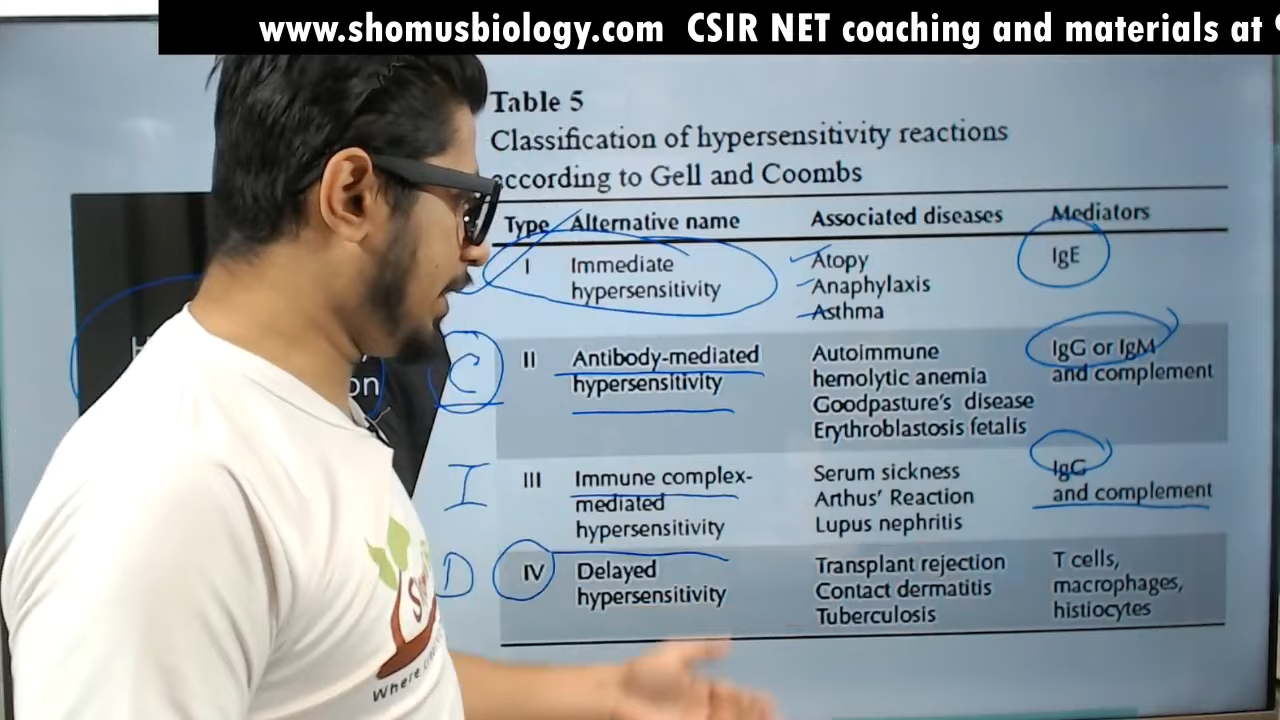 www.shomusbiology.com CSIR NET coaching and materials at
Table 5
Classification of hypersensitivity reactions
according to Gell and Coombs
Type Alternative name Associated diseases Mediators
I Immediate hypersensitivity Atopy Anaphylaxis Asthma IgE
C II Antibody-mediated hypersensitivity Autoimmune hemolytic anemia Goodpasture's disease Erythroblastosis fetalis IgG or IgM and complement
I III Immune complex-mediated hypersensitivity Serum sickness Arthus' Reaction Lupus nephritis IgG and complement
D IV Delayed hypersensitivity Transplant rejection Contact dermatitis Tuberculosis T cells, macrophages, histiocytes
on
Where